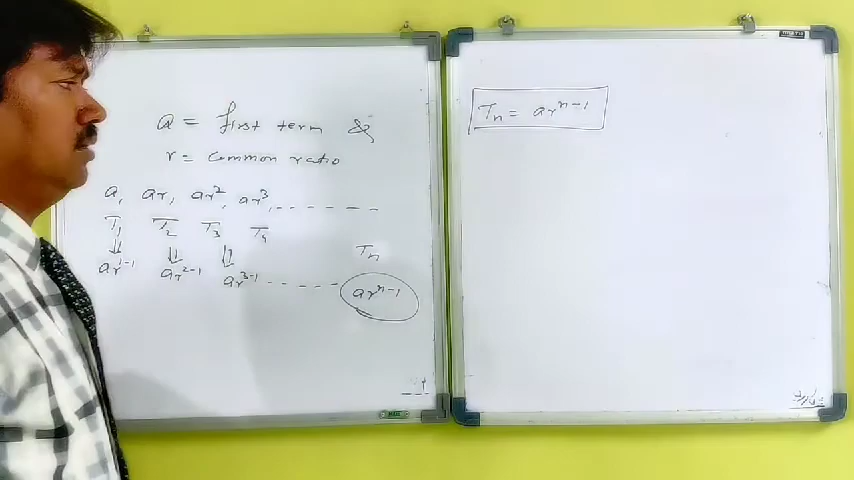 a = first term &
r = common ratio
a, ar, ar², ar³, --------
T₁ T₂ T₃ T₄
Tₙ
ar¹⁻¹ ar²⁻¹ ar³⁻¹ ------ arⁿ⁻¹
Tₙ = arⁿ⁻¹